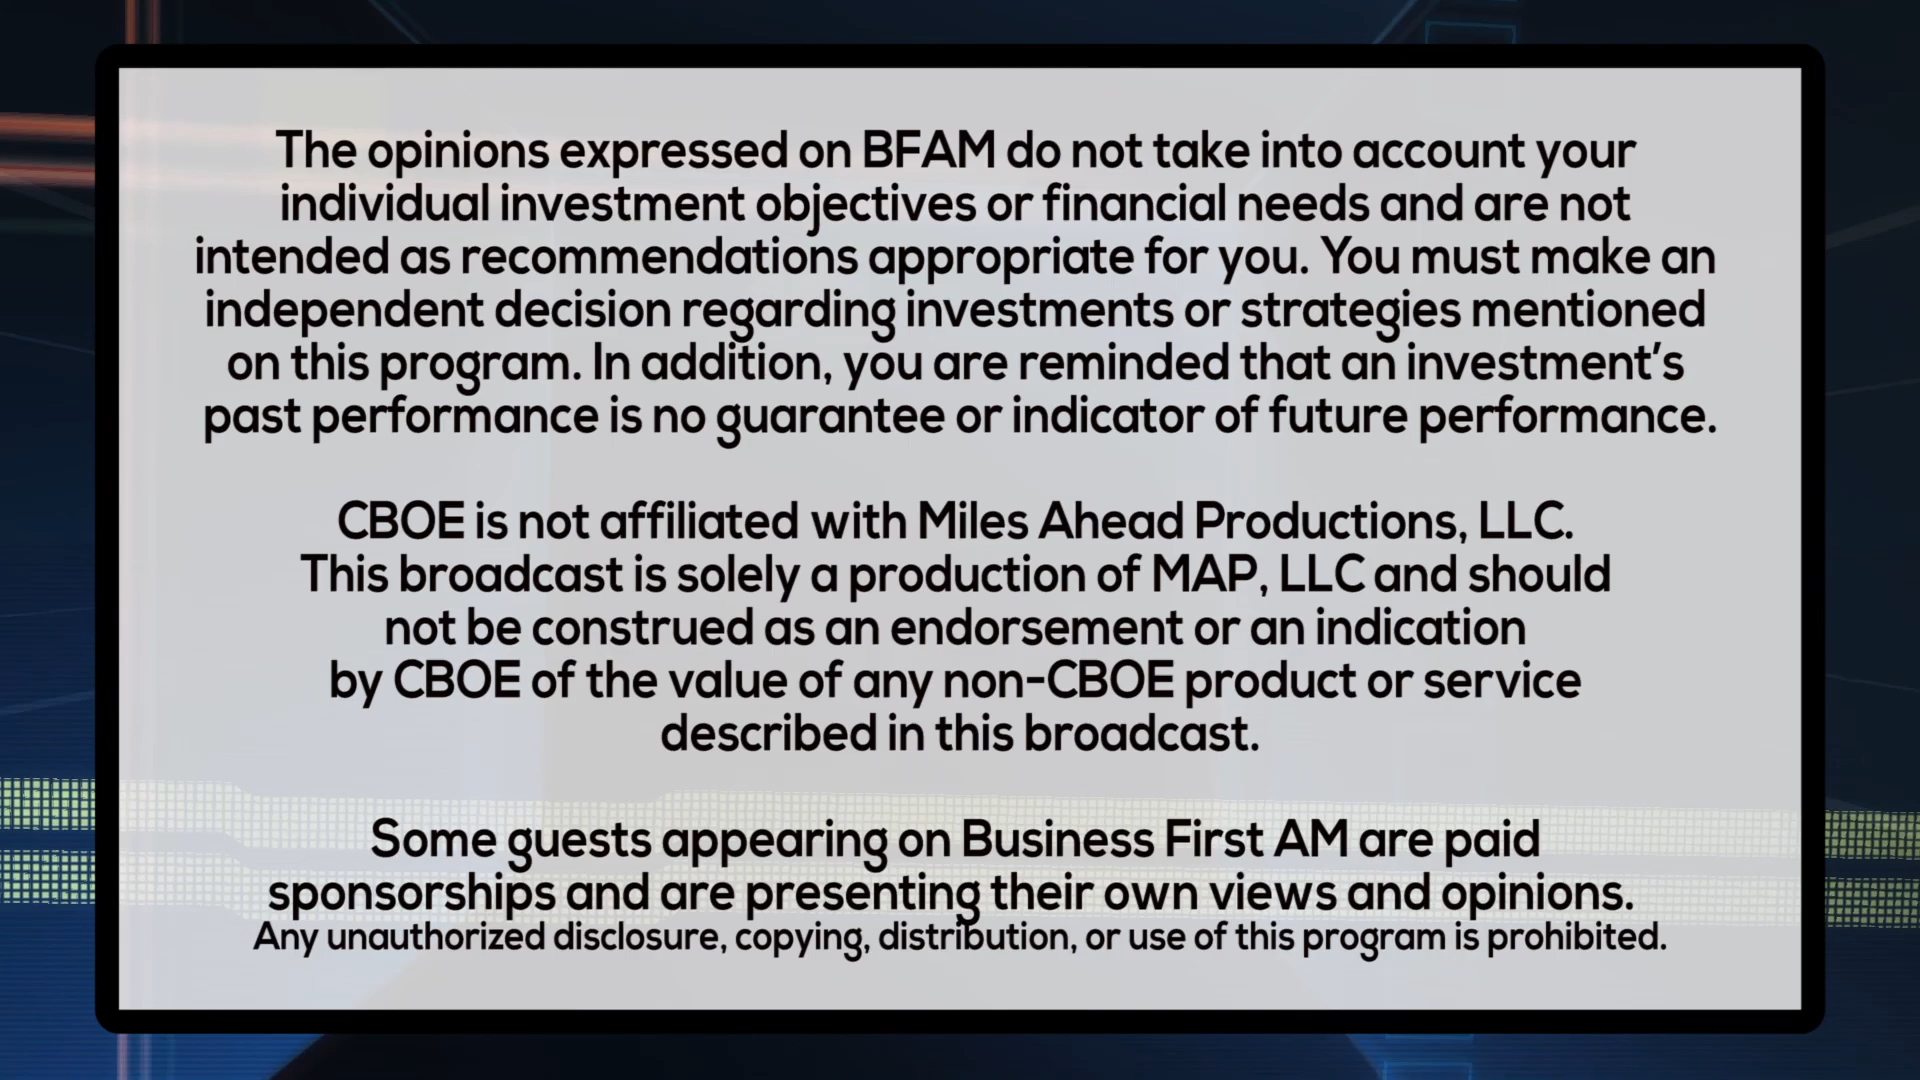 The opinions expressed on BFAM do not take into account your
individual investment objectives or financial needs and are not
intended as recommendations appropriate for you. You must make an
independent decision regarding investments or strategies mentioned
on this program. In addition, you are reminded that an investment's
past performance is no guarantee or indicator of future performance.
CBOE is not affiliated with Miles Ahead Productions, LLC.
This broadcast is solely a production of MAP, LLC and should
not be construed as an endorsement or an indication
by CBOE of the value of any non-CBOE product or service
described in this broadcast.
Some guests appearing on Business First AM are paid
sponsorships and are presenting their own views and opinions.
Any unauthorized disclosure, copying, distribution, or use of this program is prohibited.